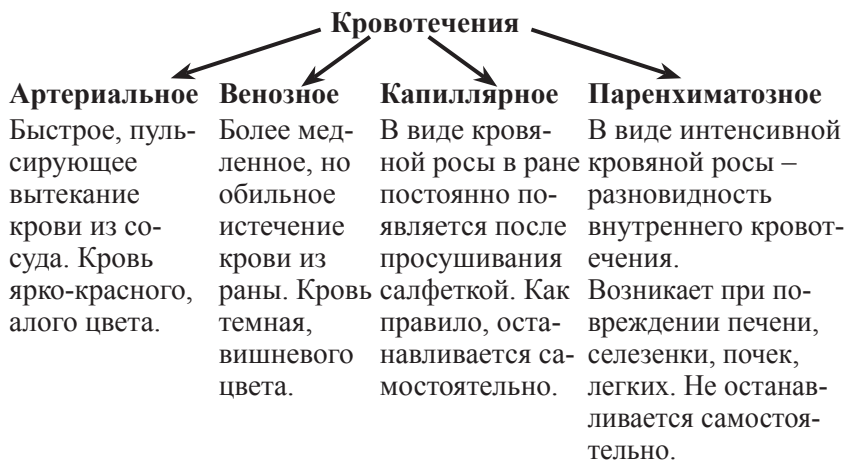 Кровотечения
Артериальное
Быстрое, пуль-
сирующее
вытекание
крови из со-
суда. Кровь
ярко-красного,
алого цвета.
Венозное
Более мед-
ленное, но
обильное
истечение
крови из
раны. Кровь
темная,
вишневого
цвета.
Капиллярное
В виде кровя-
ной росы в ране
постоянно по-
является после
просушивания
салфеткой. Как
правило, оста-
навливается са-
мостоятельно.
Паренхиматозное
В виде интенсивной
кровяной росы –
разновидность
внутреннего кровот-
ечения.
Возникает при по-
вреждении печени,
селезенки, почек,
легких. Не останав-
ливается самостоя-
тельно.